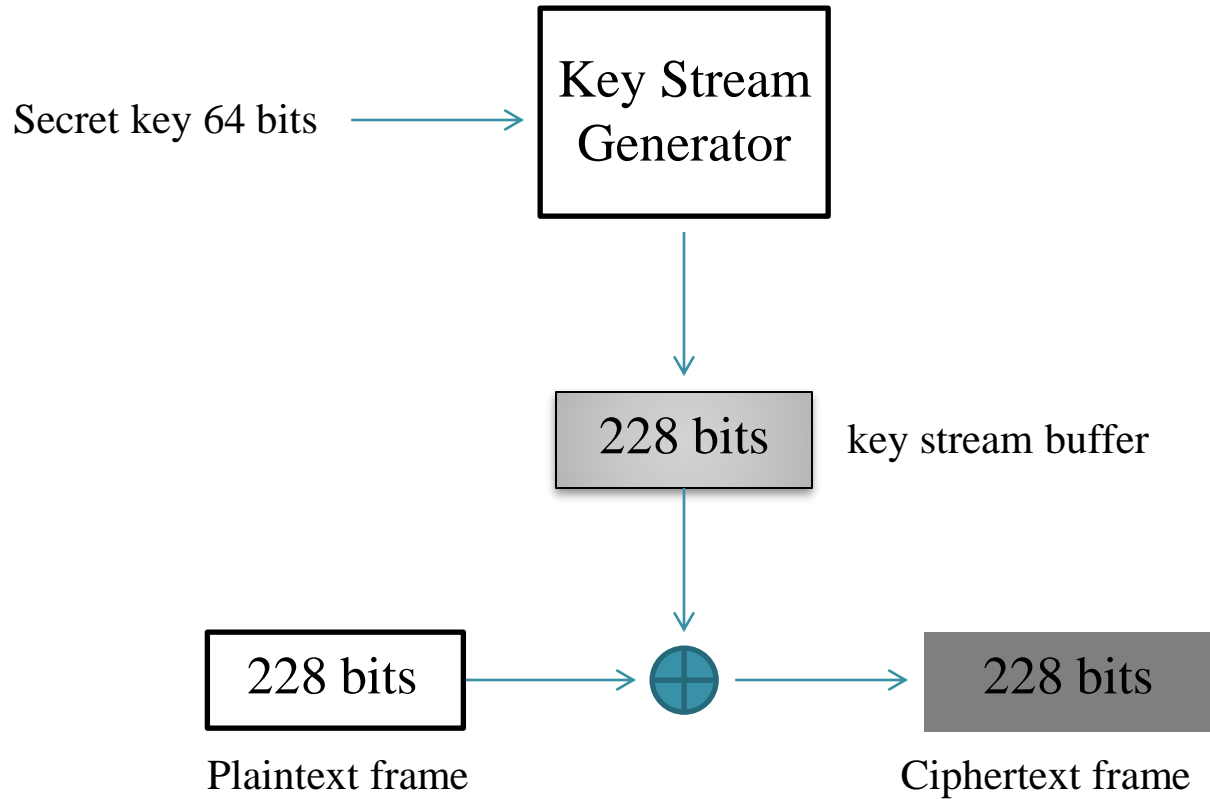 Key Stream
Generator
Secret key 64 bits
228 bits
key stream buffer
228 bits
228 bits
Plaintext frame
Ciphertext frame